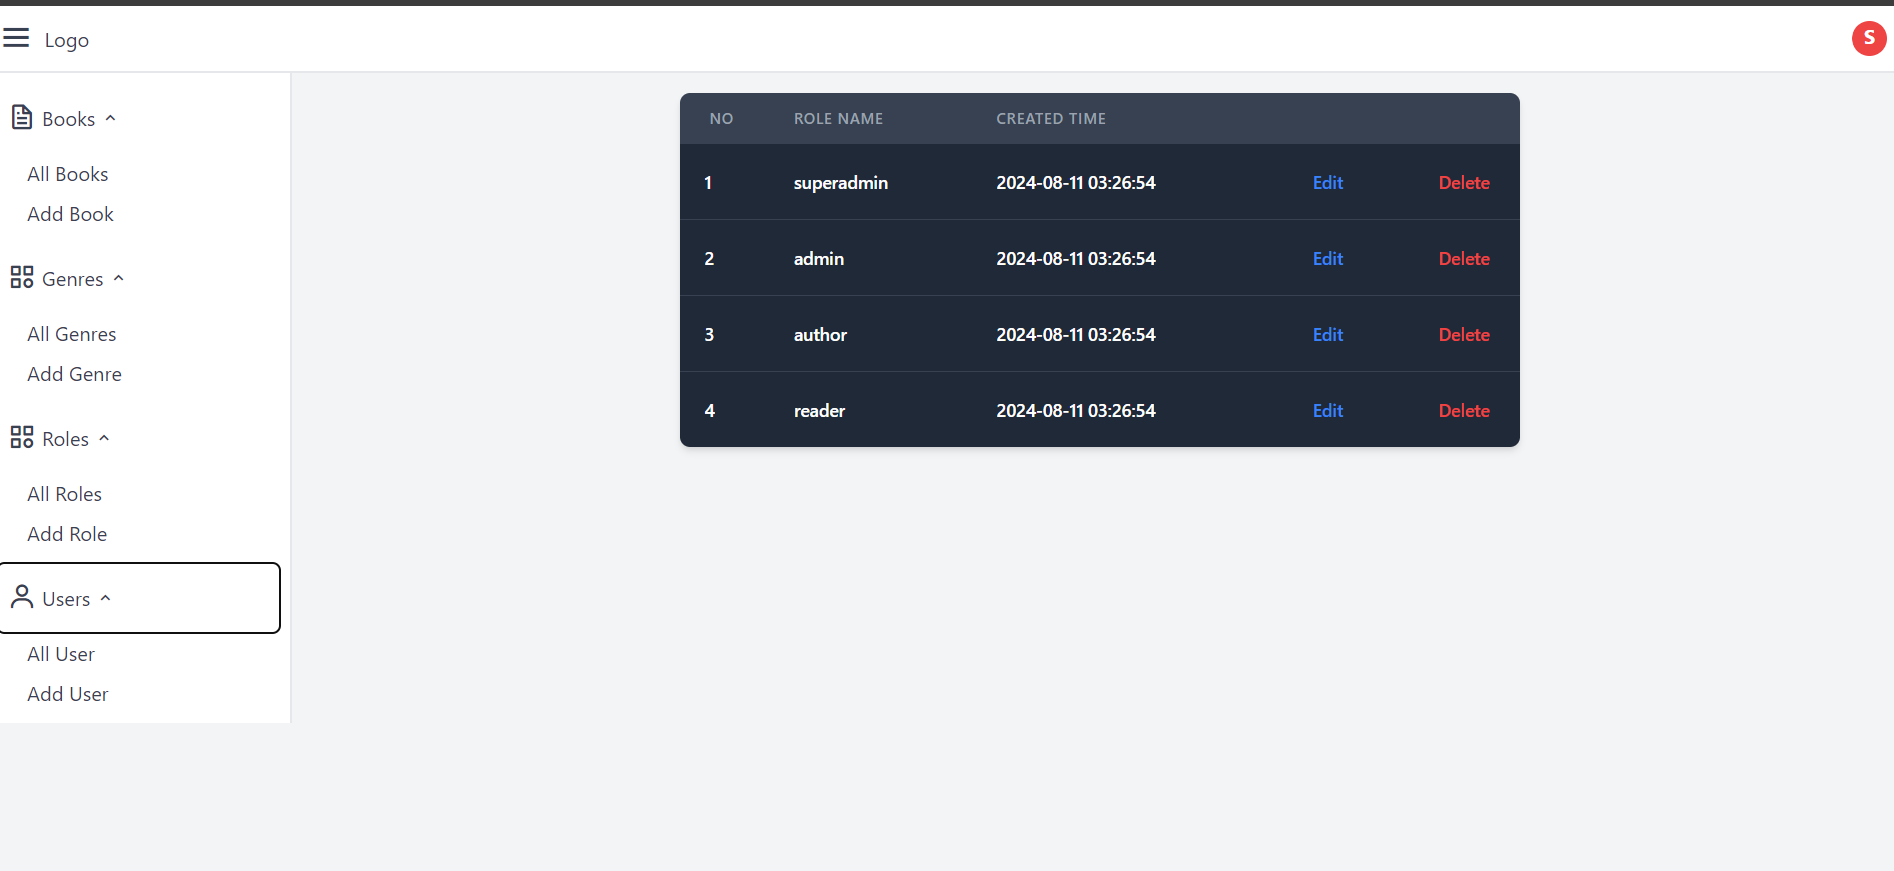 Logo
S
Books
All Books
Add Book
Genres
All Genres
Add Genre
Roles
All Roles
Add Role
Users
All User
Add User
NO ROLE NAME CREATED TIME
1 superadmin 2024-08-11 03:26:54 Edit Delete
2 admin 2024-08-11 03:26:54 Edit Delete
3 author 2024-08-11 03:26:54 Edit Delete
4 reader 2024-08-11 03:26:54 Edit Delete